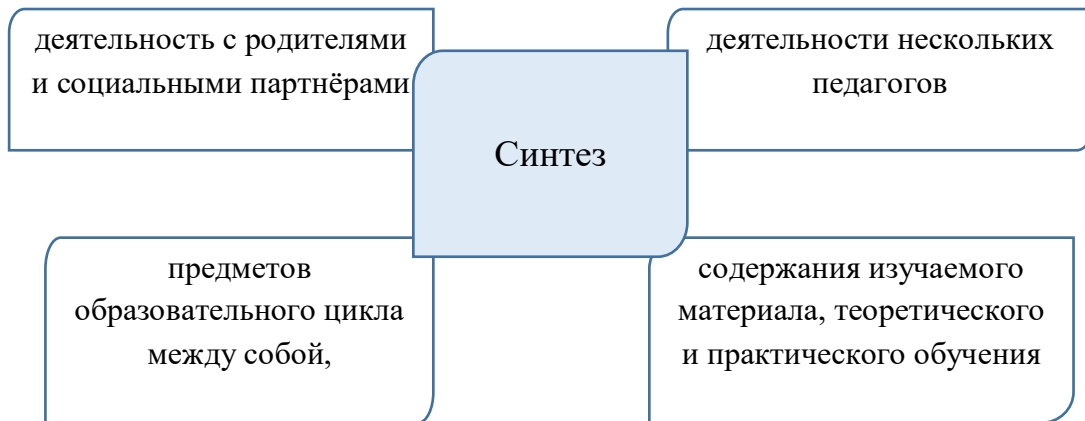 деятельность с родителями
и социальными партнёрами
деятельности нескольких
педагогов
Синтез
предметов
образовательного цикла
между собой,
содержания изучаемого
материала, теоретического
и практического обучения